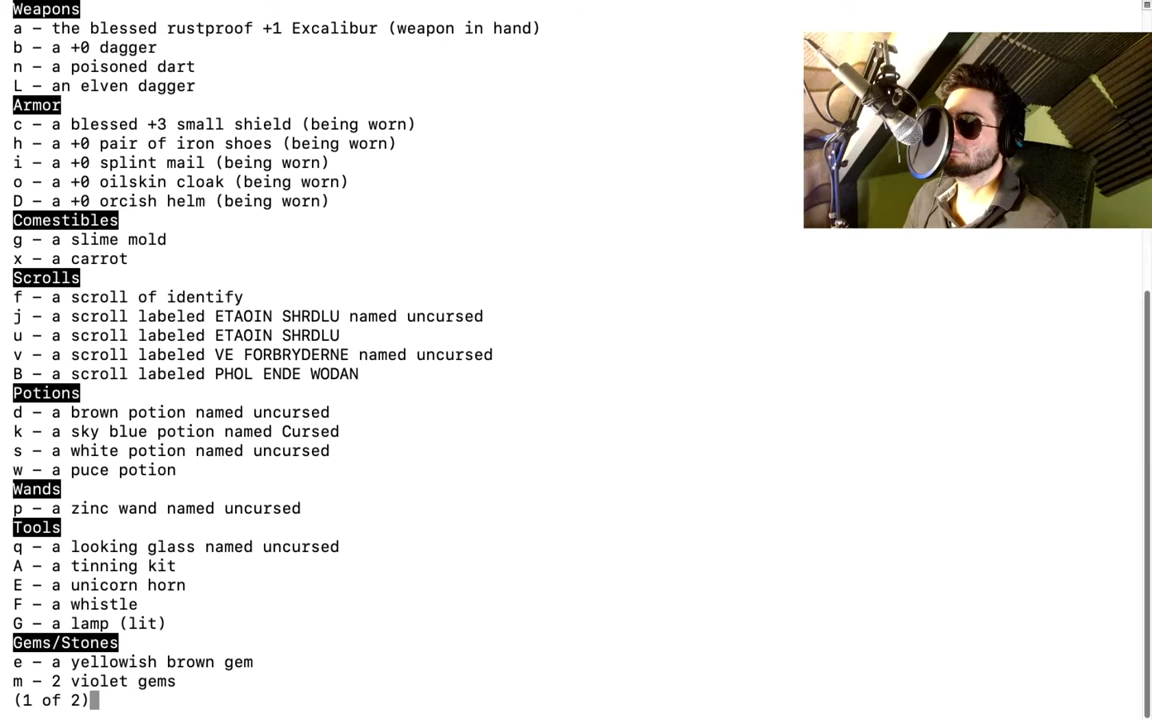 Weapons
a – the blessed rustproof +1 Excalibur (weapon in hand)
b – a +0 dagger
n – a poisoned dart
L – an elven dagger
Armor
c – a blessed +3 small shield (being worn)
h – a +0 pair of iron shoes (being worn)
i – a +0 splint mail (being worn)
o – a +0 oilskin cloak (being worn)
D – a +0 orcish helm (being worn)
Comestibles
g – a slime mold
x – a carrot
Scrolls
f – a scroll of identify
j – a scroll labeled ETAOIN SHRDLU named uncursed
u – a scroll labeled ETAOIN SHRDLU
v – a scroll labeled VE FORBRYDERNE named uncursed
B – a scroll labeled PHOL ENDE WODAN
Potions
d – a brown potion named uncursed
k – a sky blue potion named Cursed
s – a white potion named uncursed
w – a puce potion
Wands
p – a zinc wand named uncursed
Tools
q – a looking glass named uncursed
A – a tinning kit
E – a unicorn horn
F – a whistle
G – a lamp (lit)
Gems/Stones
e – a yellowish brown gem
m – 2 violet gems
(1 of 2)